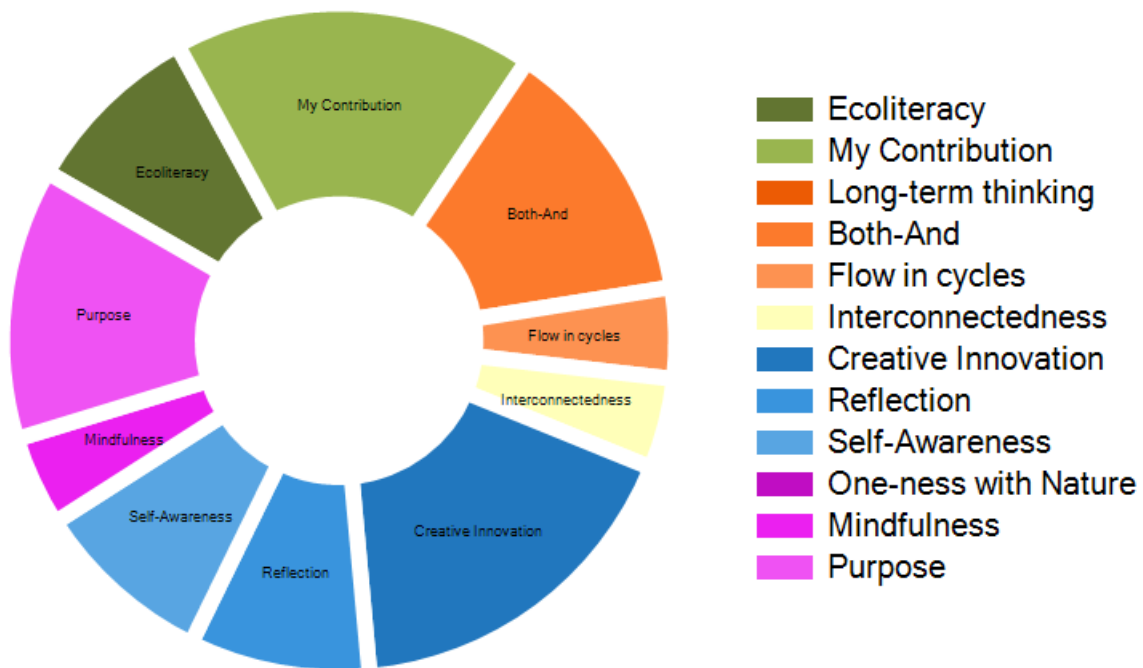 My Contribution
Ecoliteracy
Both-And
Purpose
Flow in cycles
Interconnectedness
Mindfulness
Self-Awareness
Creative Innovation
Reflection
Ecoliteracy
My Contribution
Long-term thinking
Both-And
Flow in cycles
Interconnectedness
Creative Innovation
Reflection
Self-Awareness
One-ness with Nature
Mindfulness
Purpose